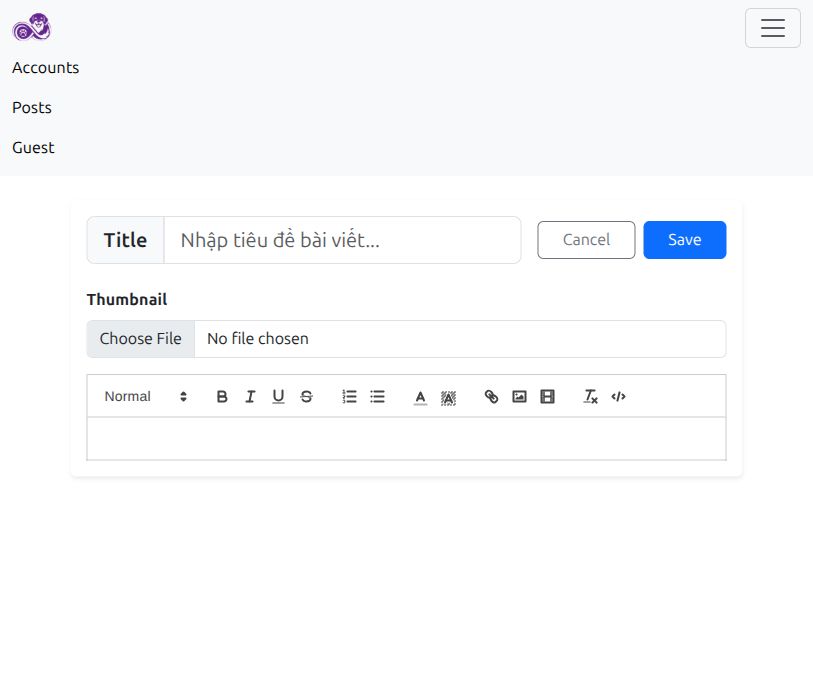 Accounts
Posts
Guest
Title Nhập tiêu đề bài viết... Cancel Save
Thumbnail
Choose File No file chosen
Normal